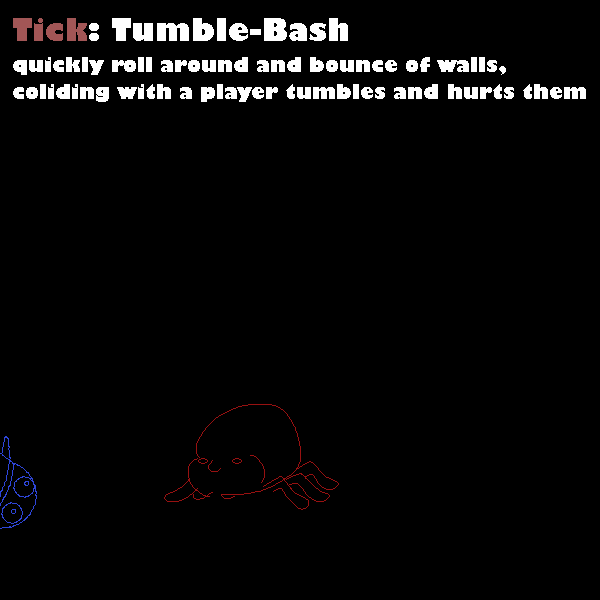 Tick: Tumble-Bash
quickly roll around and bounce of walls,
coliding with a player tumbles and hurts them